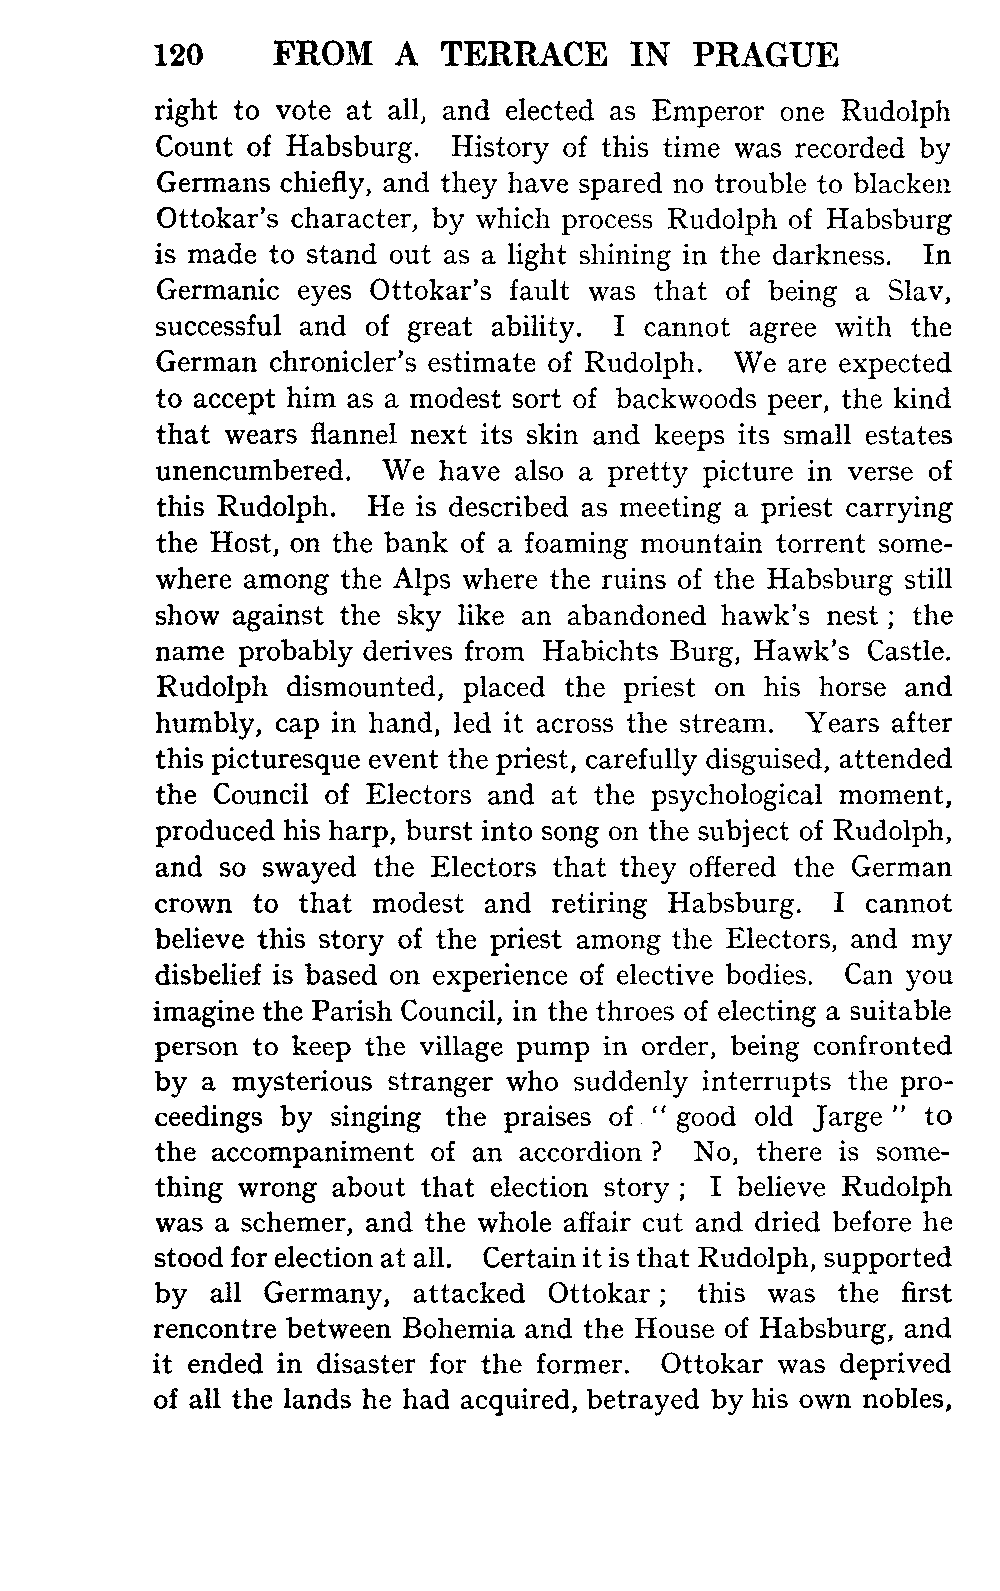 120 FROM A TERRACE IN PRAGUE
right to vote at all, and elected as Emperor one Rudolph
Count of Habsburg. History of this time was recorded by
Germans chiefly, and they have spared no trouble to blacken
Ottokar's character, by which process Rudolph of Habsburg
is made to stand out as a light shining in the darkness. In
Germanic eyes Ottokar's fault was that of being a Slav,
successful and of great ability. I cannot agree with the
German chronicler's estimate of Rudolph. We are expected
to accept him as a modest sort of backwoods peer, the kind
that wears flannel next its skin and keeps its small estates
unencumbered. We have also a pretty picture in verse of
this Rudolph. He is described as meeting a priest carrying
the Host, on the bank of a foaming mountain torrent some-
where among the Alps where the ruins of the Habsburg still
show against the sky like an abandoned hawk's nest ; the
name probably derives from Habichts Burg, Hawk's Castle.
Rudolph dismounted, placed the priest on his horse and
humbly, cap in hand, led it across the stream. Years after
this picturesque event the priest, carefully disguised, attended
the Council of Electors and at the psychological moment,
produced his harp, burst into song on the subject of Rudolph,
and so swayed the Electors that they offered the German
crown to that modest and retiring Habsburg. I cannot
believe this story of the priest among the Electors, and my
disbelief is based on experience of elective bodies. Can you
imagine the Parish Council, in the throes of electing a suitable
person to keep the village pump in order, being confronted
by a mysterious stranger who suddenly interrupts the pro-
ceedings by singing the praises of " good old Jarge " to
the accompaniment of an accordion ? No, there is some-
thing wrong about that election story ; I believe Rudolph
was a schemer, and the whole affair cut and dried before he
stood for election at all. Certain it is that Rudolph, supported
by all Germany, attacked Ottokar ; this was the first
rencontre between Bohemia and the House of Habsburg, and
it ended in disaster for the former. Ottokar was deprived
of all the lands he had acquired, betrayed by his own nobles,